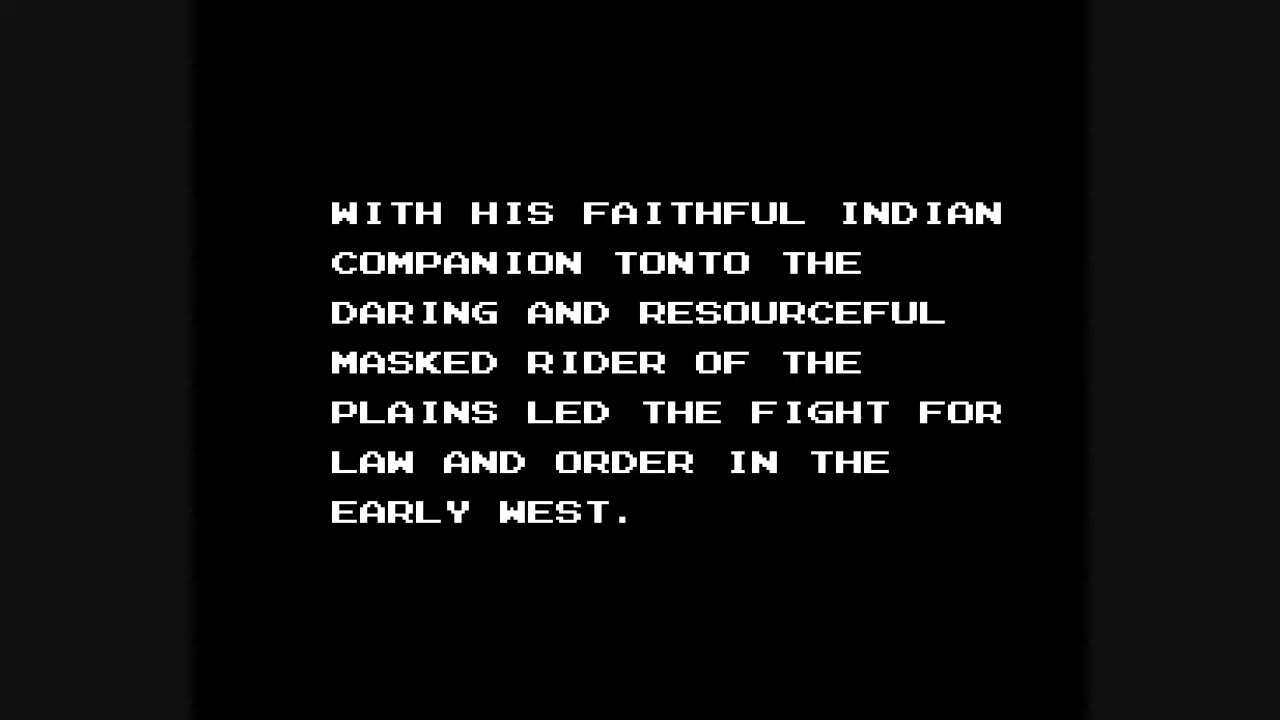 WITH HIS FAITHFUL INDIAN
COMPANION TONTO THE
DARING AND RESOURCEFUL
MASKED RIDER OF THE
PLAINS LED THE FIGHT FOR
LAW AND ORDER IN THE
EARLY WEST.